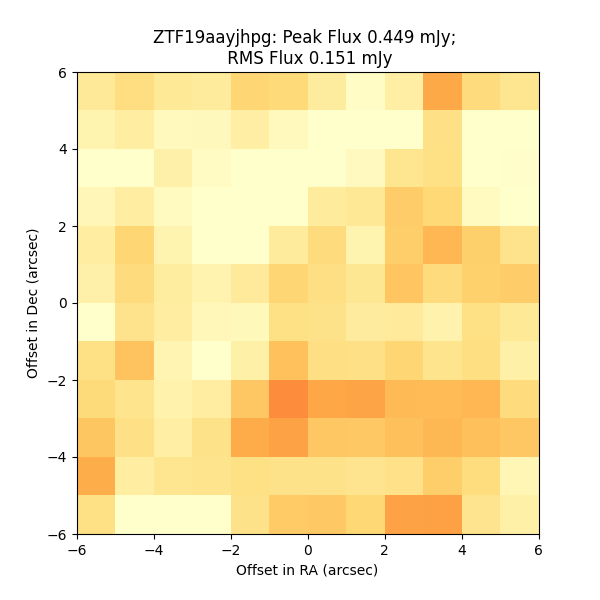 ZTF19aayjhpg: Peak Flux 0.449 mJy;
RMS Flux 0.151 mJy
6
4
2
0
−2
−4
−6
Offset in Dec (arcsec)
−6 −4 −2 0 2 4 6
Offset in RA (arcsec)